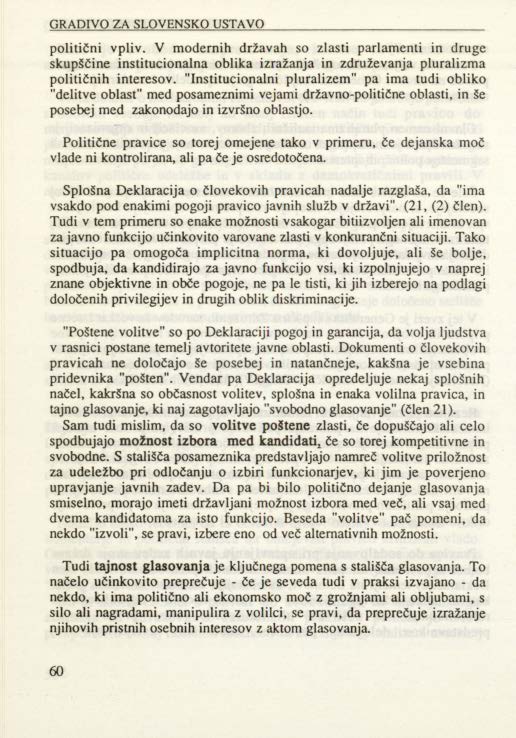 GRADIVO ZA SLOVENSKO USTAVO
politični vpliv. V modernih državah so zlasti parlamenti in druge
skupščine institucionalna oblika izražanja in združevanja pluralizma
političnih interesov. "Institucionalni pluralizem" pa ima tudi obliko
"delitve oblast" med posameznimi vejami državno-politične oblasti, in še
posebej med zakonodajo in izvršno oblastjo.
Politične pravice so torej omejene tako v primeru, če dejanska moč
vlade ni kontrolirana, ali pa če je osredotočena.
Splošna Deklaracija o človekovih pravicah nadalje razglaša, da "ima
vsakdo pod enakimi pogoji pravico javnih služb v državi". (21, (2) člen).
Tudi v tem primeru so enake možnosti vsakogar bitiizvoljen ali imenovan
za javno funkcijo učinkovito varovane zlasti v konkurančni situaciji. Tako
situacijo pa omogoča implicitna norma, ki dovoljuje, ali še bolje,
spodbuja, da kandidirajo za javno funkcijo vsi, ki izpolnjujejo v naprej
znane objektivne in obče pogoje, ne pa le tisti, ki jih izberejo na podlagi
določenih privilegijev in drugih oblik diskriminacije.
"Poštene volitve" so po Deklaraciji pogoj in garancija, da volja ljudstva
v rasnici postane temelj avtoritete javne oblasti. Dokumenti o človekovih
pravicah ne določajo še posebej in natančneje, kakšna je vsebina
pridevnika "pošten". Vendar pa Deklaracija opredeljuje nekaj splošnih
načel, kakršna so občasnost volitev, splošna in enaka volilna pravica, in
tajno glasovanje, ki naj zagotavljajo "svobodno glasovanje" (člen 21).
Sam tudi mislim, da so volitve poštene zlasti, če dopuščajo ali celo
spodbujajo možnost izbora med kandidati, če so torej kompetitivne in
svobodne. S stališča posameznika predstavljajo namreč volitve priložnost
za udeležbo pri odločanju o izbiri funkcionarjev, ki jim je poverjeno
upravljanje javnih zadev. Da pa bi bilo politično dejanje glasovanja
smiselno, morajo imeti državljani možnost izbora med več, ali vsaj med
dvema kandidatoma za isto funkcijo. Beseda "volitve" pač pomeni, da
nekdo "izvoli", se pravi, izbere eno od več alternativnih možnosti.
Tudi tajnost glasovanja je ključnega pomena s stališča glasovanja. To
načelo učinkovito preprečuje - če je seveda tudi v praksi izvajano - da
nekdo, ki ima politično ali ekonomsko moč z grožnjami ali obljubami, s
silo ali nagradami, manipulira z volilci, se pravi, da preprečuje izražanje
njihovih pristnih osebnih interesov z aktom glasovanja.
60